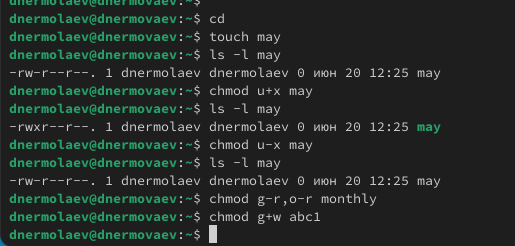 dnermolaev@dnermovaev:~$
dnermolaev@dnermovaev:~$ cd
dnermolaev@dnermovaev:~$ touch may
dnermolaev@dnermovaev:~$ ls -l may
-rw-r--r--. 1 dnermolaev dnermolaev 0 июн 20 12:25 may
dnermolaev@dnermovaev:~$ chmod u+x may
dnermolaev@dnermovaev:~$ ls -l may
-rwxr--r--. 1 dnermolaev dnermolaev 0 июн 20 12:25 may
dnermolaev@dnermovaev:~$ chmod u-x may
dnermolaev@dnermovaev:~$ ls -l may
-rw-r--r--. 1 dnermolaev dnermolaev 0 июн 20 12:25 may
dnermolaev@dnermovaev:~$ chmod g-r,o-r monthly
dnermolaev@dnermovaev:~$ chmod g+w abc1
dnermolaev@dnermovaev:~$